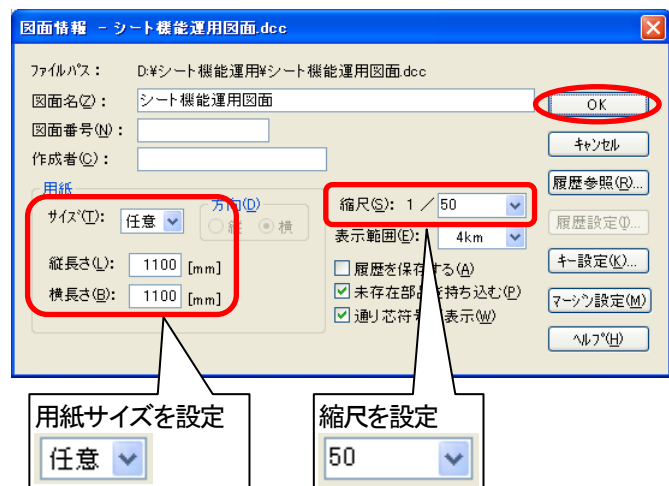 図面情報 - シート機能運用図面.dcc
ﾌｧｲﾙﾊﾟｽ： D:¥シート機能運用¥シート機能運用図面.dcc
図面名(Z)： シート機能運用図面
OK
図面番号(N)：
キャンセル
作成者(C)：
履歴参照(R)...
用紙
サイズ(T)： 任意
方向(D)
縦 横
縮尺(S)： 1 ／ 50
履歴設定(I)...
表示範囲(E)： 4km
縦長さ(L)： 1100 [mm]
履歴を保存する(A)
キー設定(K)...
横長さ(B)： 1100 [mm]
未存在部品を持ち込む(P)
マシン設定(M)
通り芯符号 表示(W)
ヘルプ(H)
用紙サイズを設定
任意
縮尺を設定
50